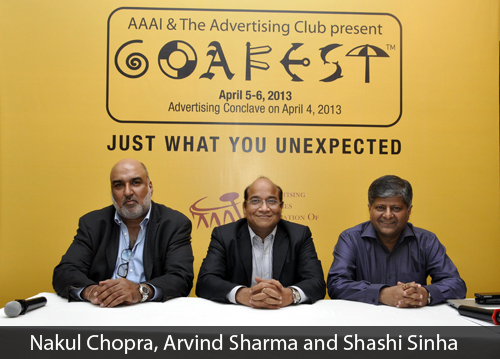 AAAI & The Advertising Club present
GOAFEST™
April 5-6, 2013
Advertising Conclave on April 4, 2013
JUST WHAT YOU UNEXPECTED
Nakul Chopra, Arvind Sharma and Shashi Sinha